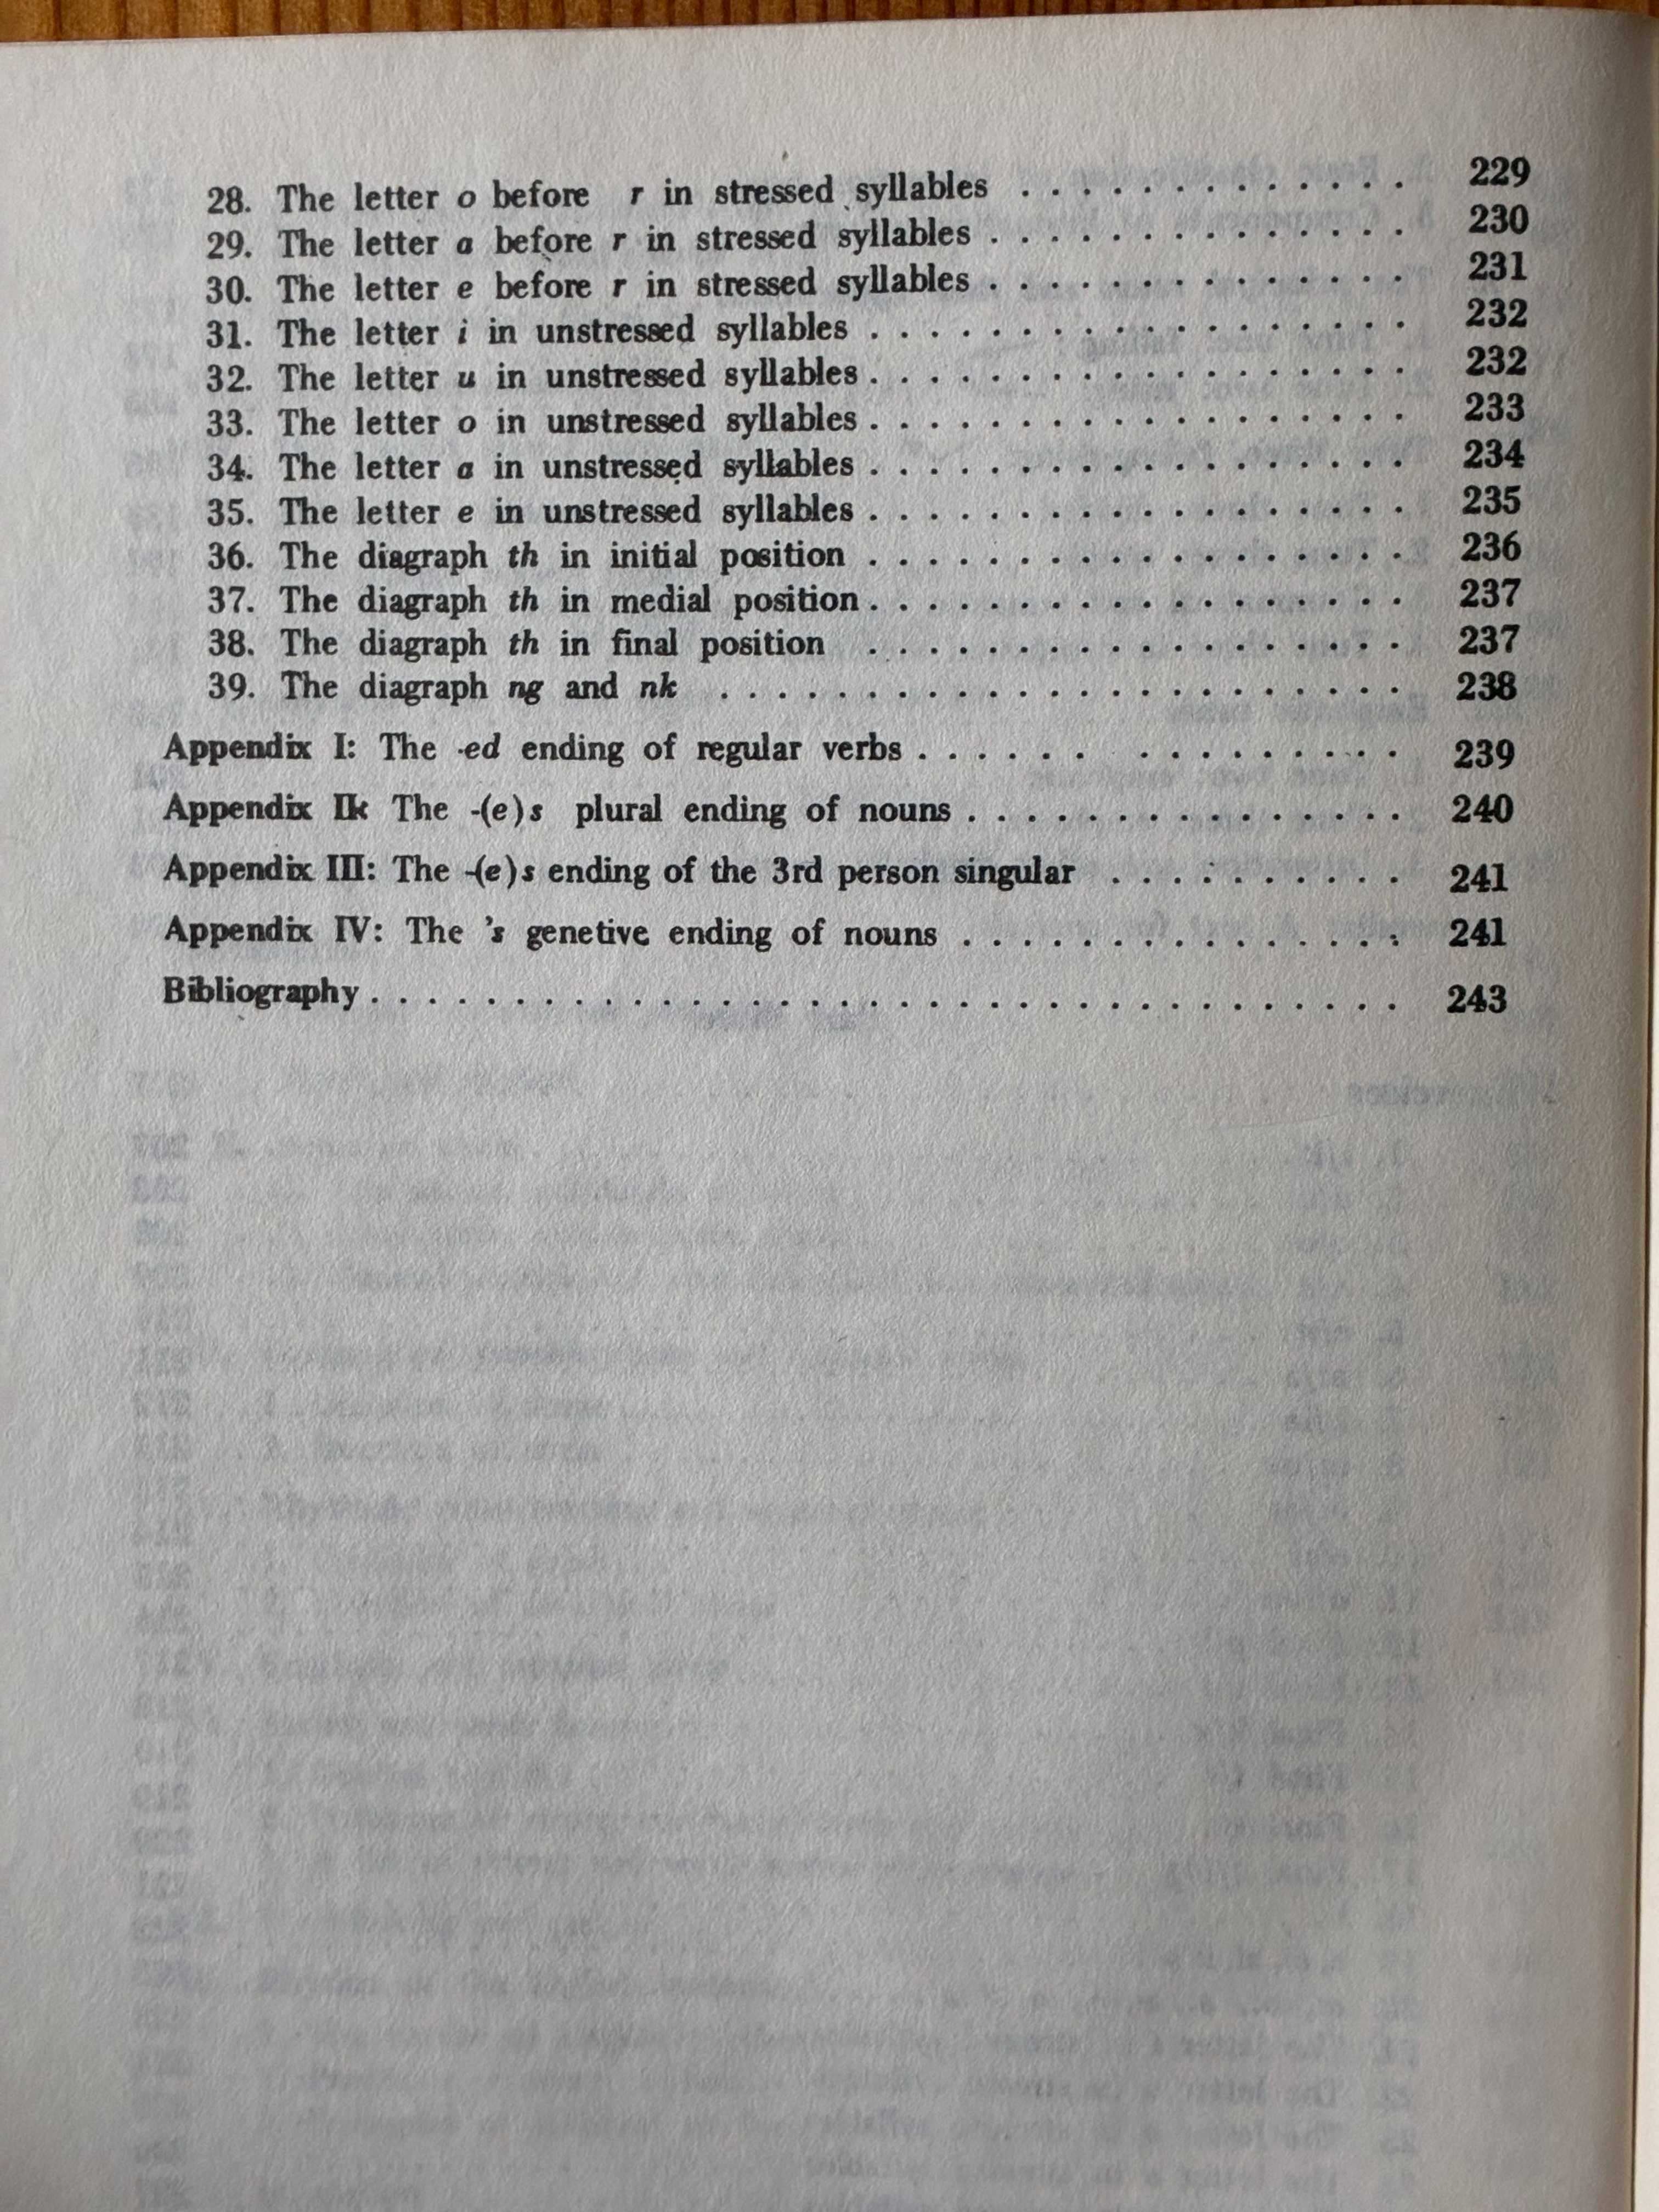 28. The letter o before r in stressed syllables . . . . . . . . . . . . . 229
29. The letter a before r in stressed syllables . . . . . . . . . . . . . . 230
30. The letter e before r in stressed syllables . . . . . . . . . . . . . . 231
31. The letter i in unstressed syllables . . . . . . . . . . . . . . . . . . 232
32. The letter u in unstressed syllables . . . . . . . . . . . . . . . . . . 232
33. The letter o in unstressed syllables . . . . . . . . . . . . . . . . . . 233
34. The letter a in unstressed syllables . . . . . . . . . . . . . . . . . . 234
35. The letter e in unstressed syllables . . . . . . . . . . . . . . . . . . 235
36. The diagraph th in initial position . . . . . . . . . . . . . . . . . . 236
37. The diagraph th in medial position . . . . . . . . . . . . . . . . . . 237
38. The diagraph th in final position . . . . . . . . . . . . . . . . . . 237
39. The diagraph ng and nk . . . . . . . . . . . . . . . . . . . . . . . 238
Appendix I: The -ed ending of regular verbs . . . . . . . . . . . . . . . 239
Appendix II: The -(e)s plural ending of nouns . . . . . . . . . . . . . . . 240
Appendix III: The -(e)s ending of the 3rd person singular . . . . . . . . . . 241
Appendix IV: The 's genetive ending of nouns . . . . . . . . . . . . . . . 241
Bibliography . . . . . . . . . . . . . . . . . . . . . . . . . . . . . . . . . . . 243